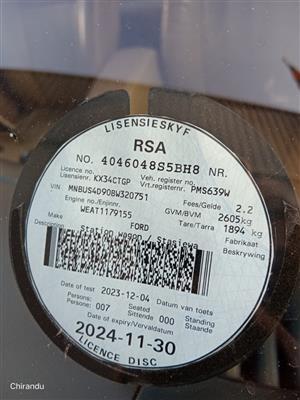 LISENSIESKYF
RSA
NO. 4046048S5BH8 NR.
Licence no. Veh. register no.
Lisensienr. KX34CTGP Vrt.registernr. PMS639W
VIN MNBUS4D90BW320751 Fees/Gelde 2.2
Engine no./Enjinnr. GVM/BVM 2605kg
WEAT1179155 Tare/Tarra 1894 kg
Make FORD Fabrikaat
Description Station wagon / Stasiewa Beskrywing
Date of test 2023-12-04 Datum van toets
Persons: Seated 000 Standing
Persone: 007 Sittende Staande
2024-11-30
Date of expiry/Vervaldatum
LICENCE DISC
Chirandu